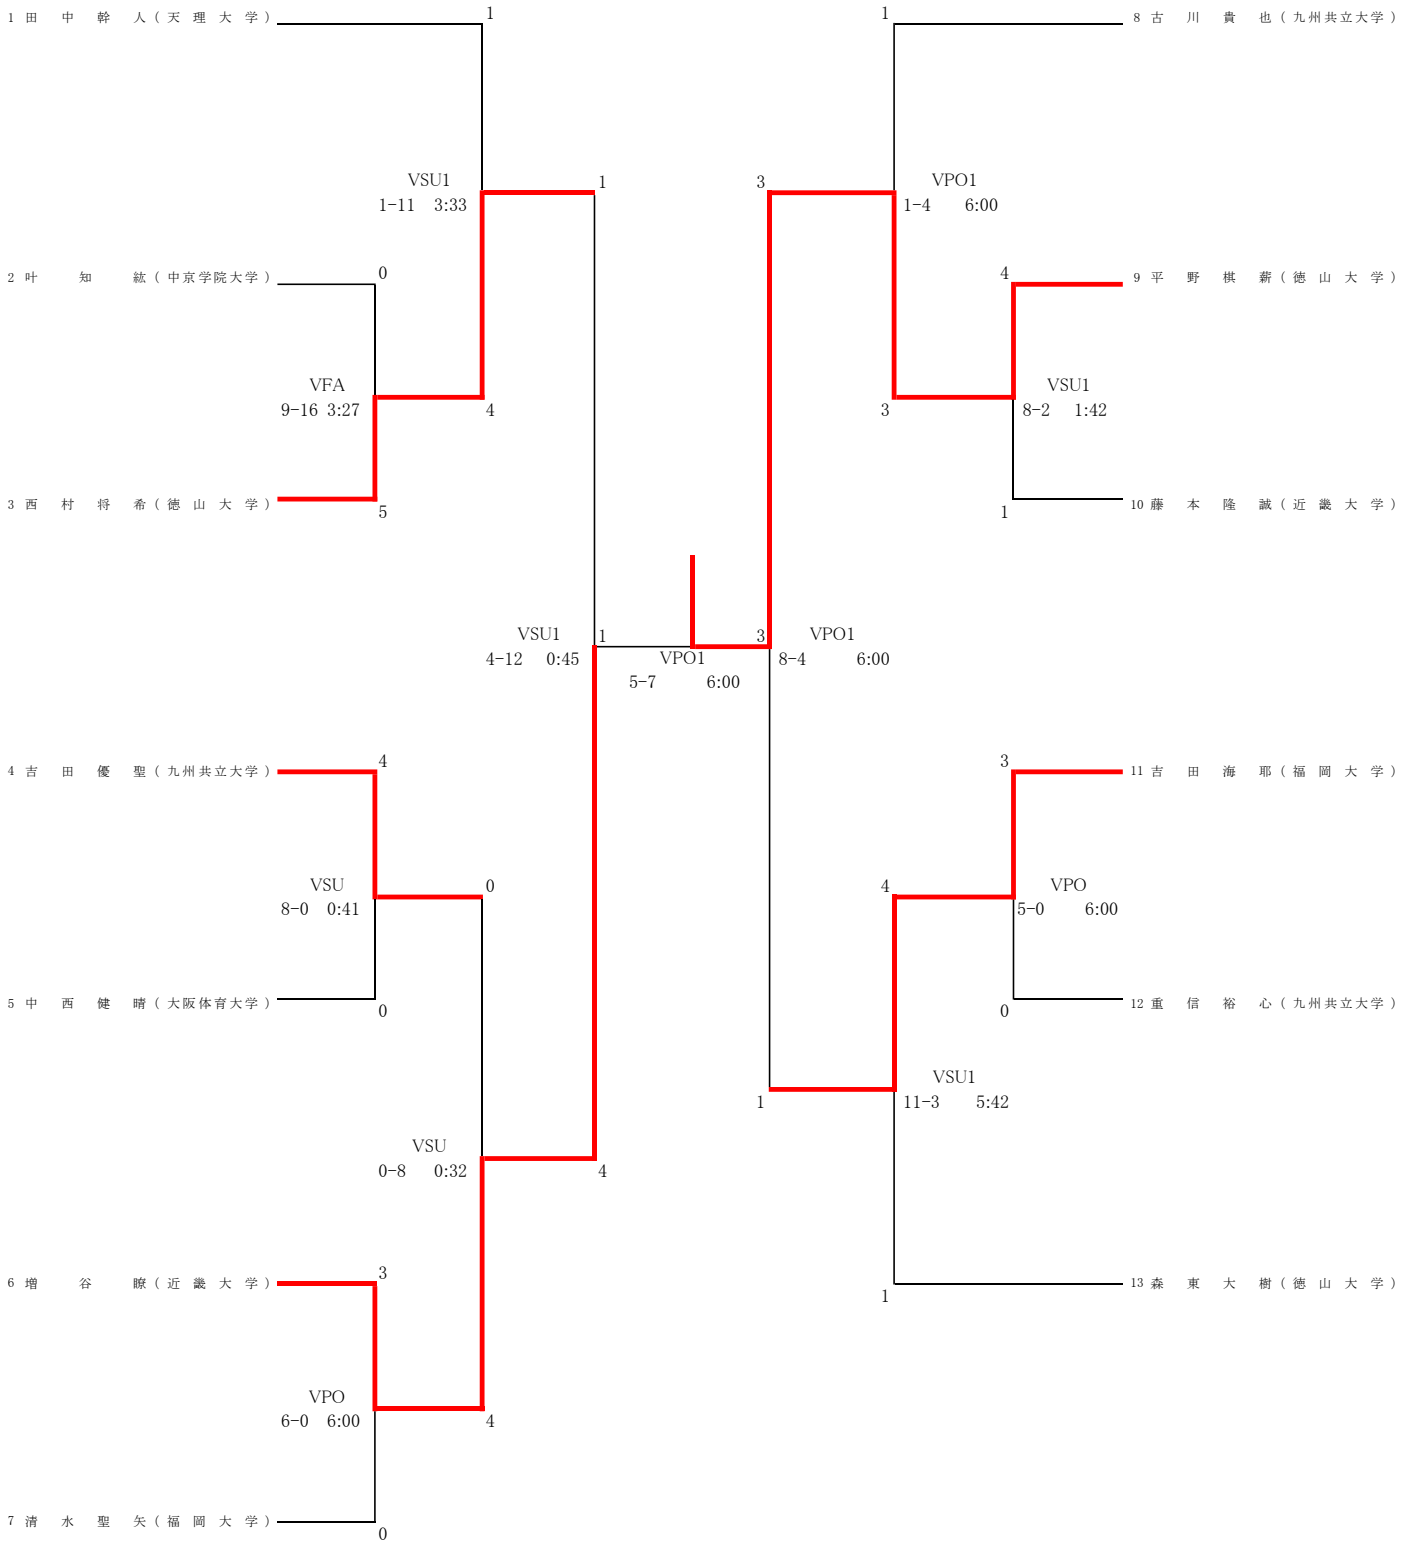 1 田中幹人(天理大学)
1
1
8 古川貴也(九州共立大学)
VSU1
1-11 3:33
1
3
VPO1
1-4 6:00
2 叶知紘(中京学院大学)
0
4
9 平野棋薪(徳山大学)
VFA
9-16 3:27
4
3
VSU1
8-2 1:42
3 西村将希(徳山大学)
5
1
10 藤本隆誠(近畿大学)
VSU1
4-12 0:45
1
VPO1
5-7 6:00
3
VPO1
8-4 6:00
4 吉田優聖(九州共立大学)
4
3
11 吉田海耶(福岡大学)
VSU
8-0 0:41
0
4
VPO
5-0 6:00
5 中西健晴(大阪体育大学)
0
0
12 重信裕心(九州共立大学)
VSU
0-8 0:32
4
1
VSU1
11-3 5:42
6 増谷瞭(近畿大学)
3
1
13 森東大樹(徳山大学)
VPO
6-0 6:00
4
7 清水聖矢(福岡大学)
0